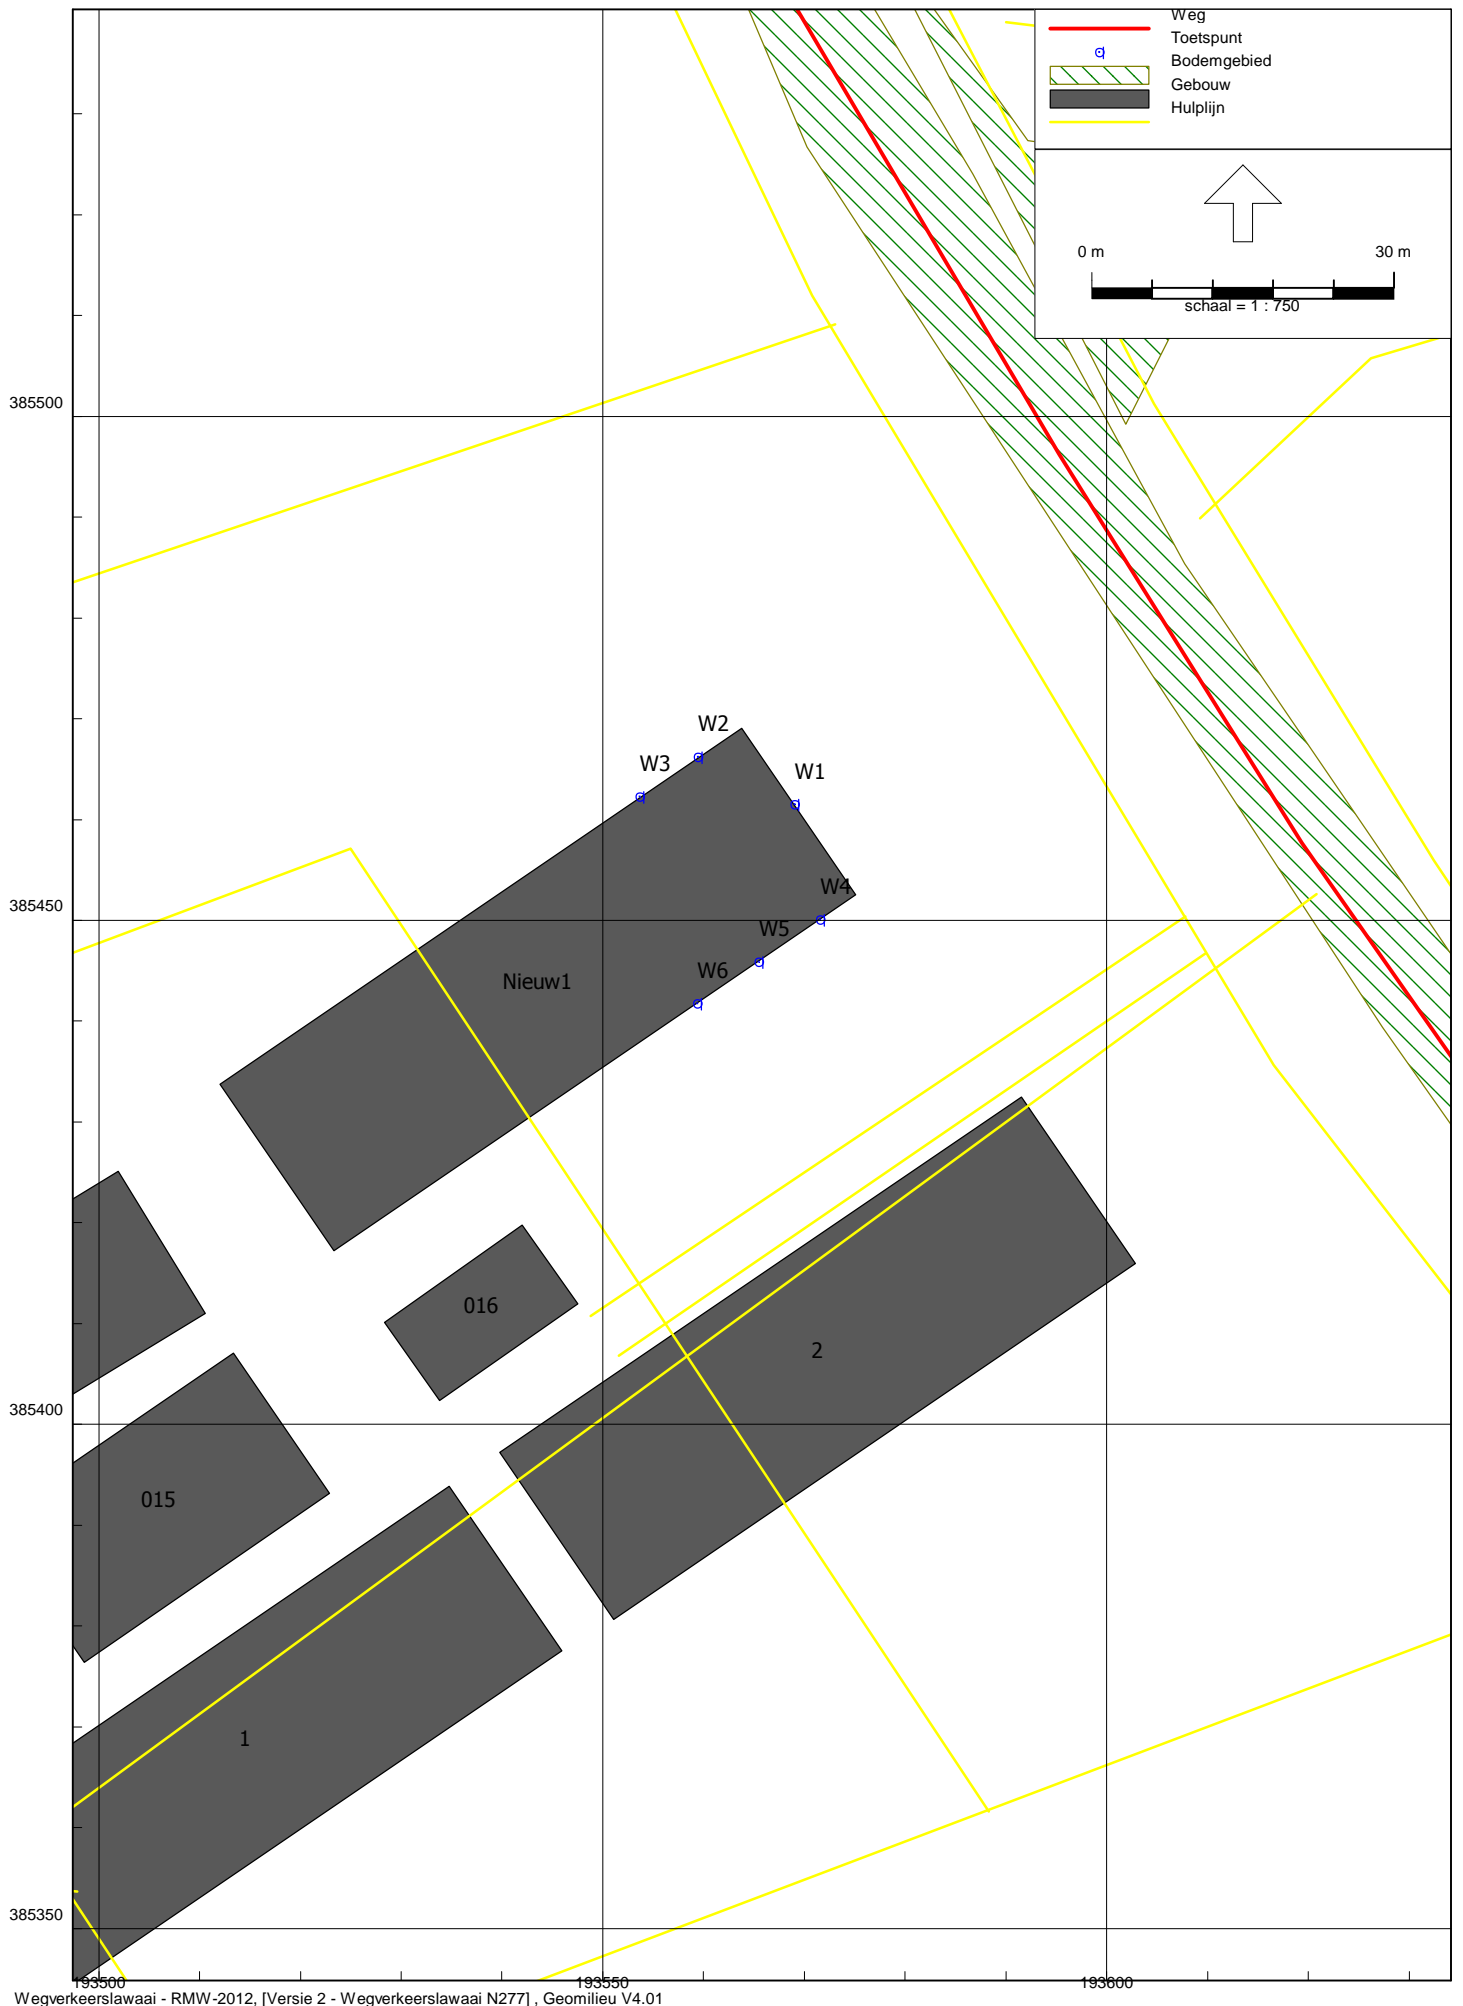 Weg
Toetspunt
Bodemgebied
Gebouw
Hulplijn
0 m 30 m
schaal = 1 : 750
385500
W2
W3
W1
W4
385450
W5
W6
Nieuw1
016
2
385400
015
1
385350
193500 193550 193600
Wegverkeerslawaai - RMW-2012, [Versie 2 - Wegverkeerslawaai N277] , Geomilieu V4.01